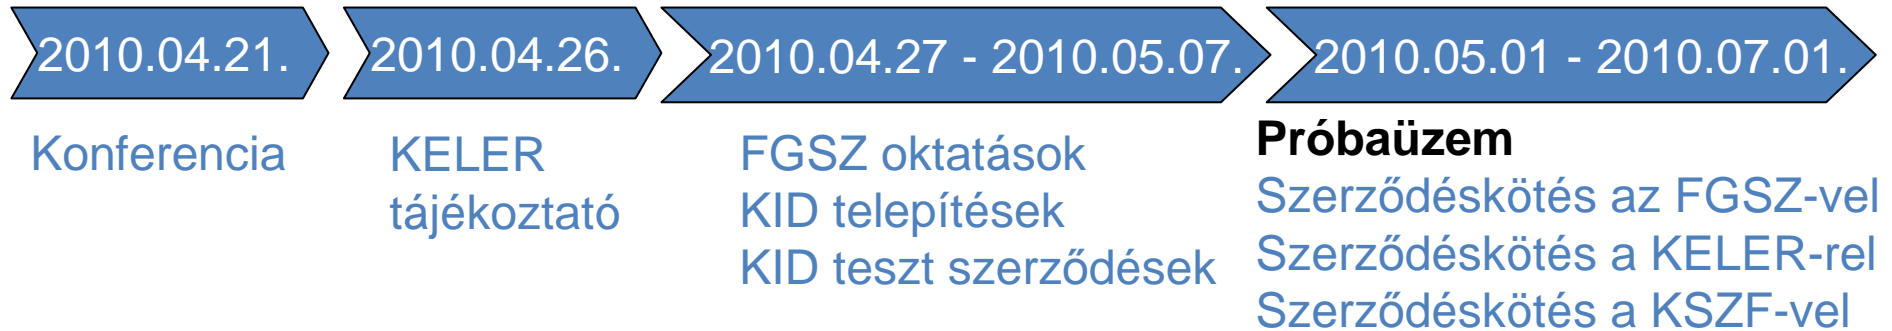 2010.04.21.
2010.04.26.
2010.04.27 - 2010.05.07.
2010.05.01 - 2010.07.01.
Konferencia
KELER
tájékoztató
FGSZ oktatások
KID telepítések
KID teszt szerződések
Próbaüzem
Szerződéskötés az FGSZ-vel
Szerződéskötés a KELER-rel
Szerződéskötés a KSZF-vel